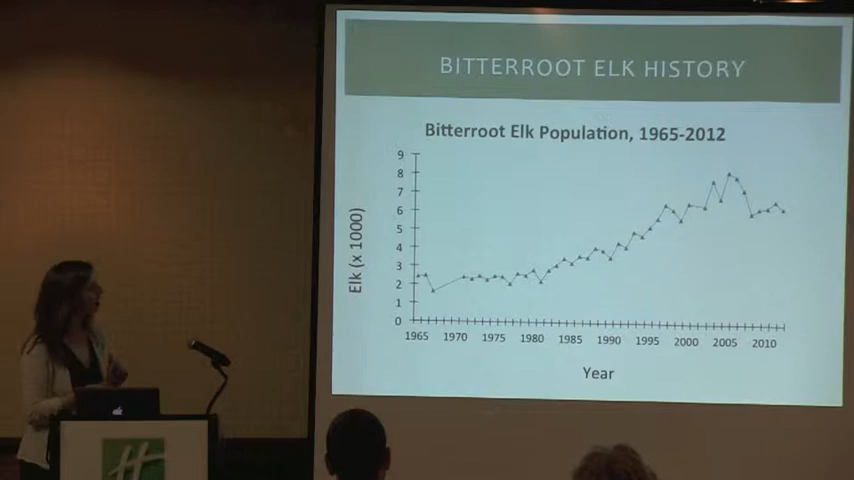 BITTERROOT ELK HISTORY
Bitterroot Elk Population, 1965-2012
9
8
7
6
5
4
3
2
1
0
Elk (x 1000)
1965 1970 1975 1980 1985 1990 1995 2000 2005 2010
Year
H